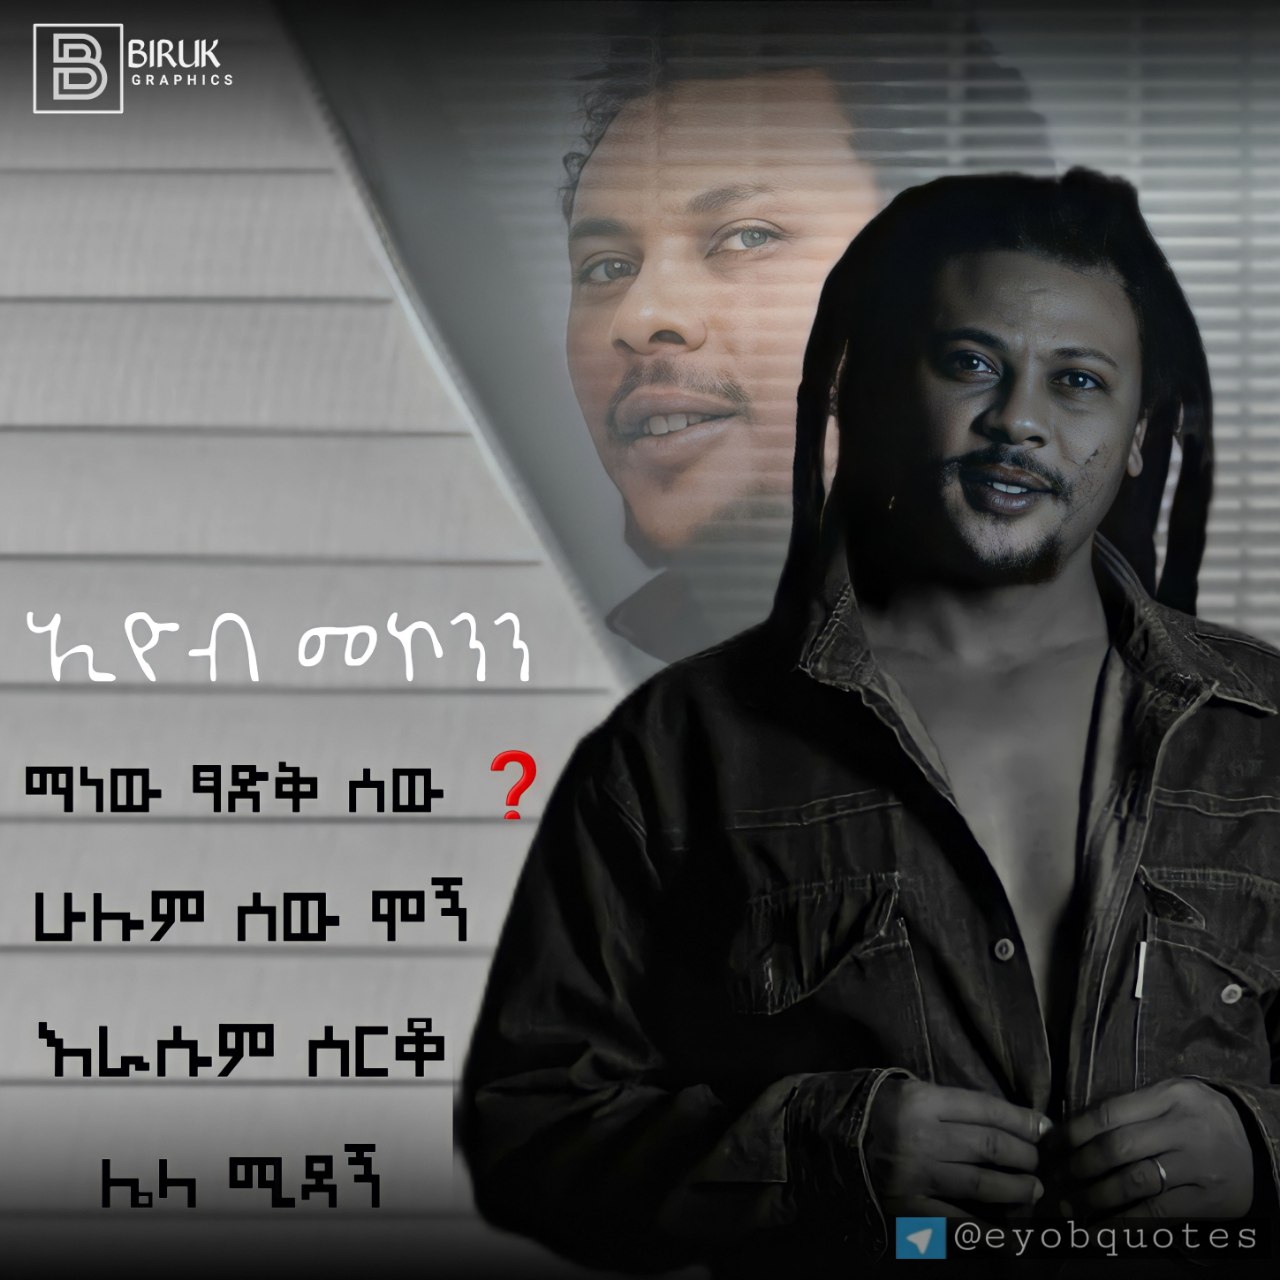 BIRUK
GRAPHICS
ኢዮብ መኮንን
ማነው ፃድቅ ሰው ❓
ሁሉም ሰው ሞኝ
እራሱም ሰርቆ
ሌላ ሚዳኝ
@eyobquotes